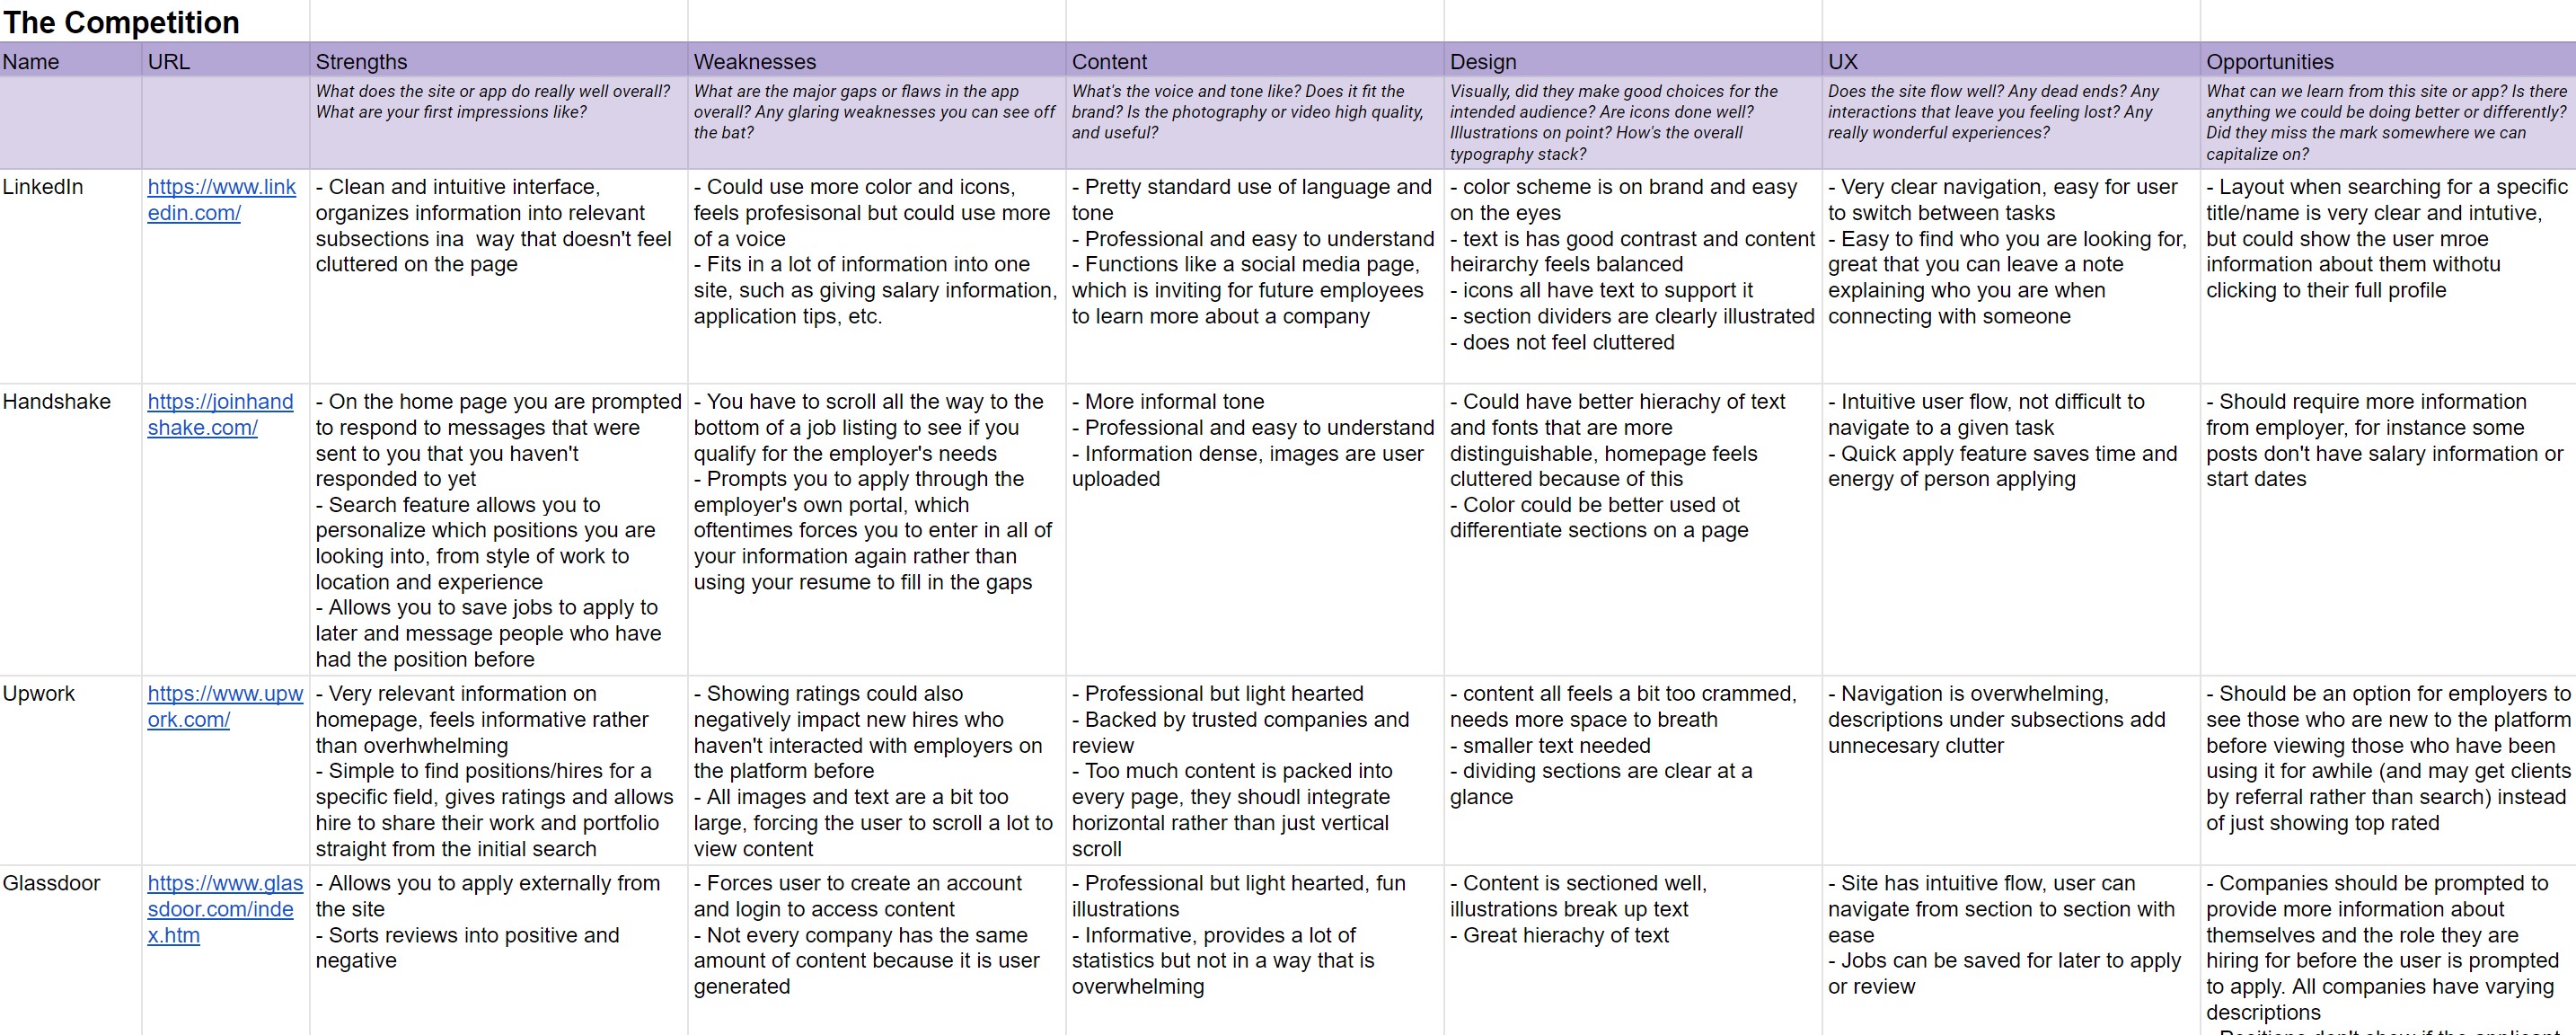 The Competition
Name
URL
Strengths
Weaknesses
Content
Design
UX
Opportunities
What does the site or app do really well overall?
What are your first impressions like?
What are the major gaps or flaws in the app
overall? Any glaring weaknesses you can see off
the bat?
What's the voice and tone like? Does it fit the
brand? Is the photography or video high quality,
and useful?
Visually, did they make good choices for the
intended audience? Are icons done well?
Illustrations on point? How's the overall
typography stack?
Does the site flow well? Any dead ends? Any
interactions that leave you feeling lost? Any
really wonderful experiences?
What can we learn from this site or app? Is there
anything we could be doing better or differently?
Did they miss the mark somewhere we can
capitalize on?
LinkedIn
https://www.link
edin.com/
- Clean and intuitive interface,
organizes information into relevant
subsections ina  way that doesn't feel
cluttered on the page
- Could use more color and icons,
feels profesisonal but could use more
of a voice
- Fits in a lot of information into one
site, such as giving salary information,
application tips, etc.
- Pretty standard use of language and
tone
- Professional and easy to understand
- Functions like a social media page,
which is inviting for future employees
to learn more about a company
- color scheme is on brand and easy
on the eyes
- text is has good contrast and content
heirarchy feels balanced
- icons all have text to support it
- section dividers are clearly illustrated
- does not feel cluttered
- Very clear navigation, easy for user
to switch between tasks
- Easy to find who you are looking for,
great that you can leave a note
explaining who you are when
connecting with someone
- Layout when searching for a specific
title/name is very clear and intutive,
but could show the user mroe
information about them withotu
clicking to their full profile
Handshake
https://joinhand
shake.com/
- On the home page you are prompted
to respond to messages that were
sent to you that you haven't
responded to yet
- Search feature allows you to
personalize which positions you are
looking into, from style of work to
location and experience
- Allows you to save jobs to apply to
later and message people who have
had the position before
- You have to scroll all the way to the
bottom of a job listing to see if you
qualify for the employer's needs
- Prompts you to apply through the
employer's own portal, which
oftentimes forces you to enter in all of
your information again rather than
using your resume to fill in the gaps
- More informal tone
- Professional and easy to understand
- Information dense, images are user
uploaded
- Could have better hierachy of text
and fonts that are more
distinguishable, homepage feels
cluttered because of this
- Color could be better used ot
differentiate sections on a page
- Intuitive user flow, not difficult to
navigate to a given task
- Quick apply feature saves time and
energy of person applying
- Should require more information
from employer, for instance some
posts don't have salary information or
start dates
Upwork
https://www.upw
ork.com/
- Very relevant information on
homepage, feels informative rather
than overhwhelming
- Simple to find positions/hires for a
specific field, gives ratings and allows
hire to share their work and portfolio
straight from the initial search
- Showing ratings could also
negatively impact new hires who
haven't interacted with employers on
the platform before
- All images and text are a bit too
large, forcing the user to scroll a lot to
view content
- Professional but light hearted
- Backed by trusted companies and
review
- Too much content is packed into
every page, they shoudl integrate
horizontal rather than just vertical
scroll
- content all feels a bit too crammed,
needs more space to breath
- smaller text needed
- dividing sections are clear at a
glance
- Navigation is overwhelming,
descriptions under subsections add
unnecesary clutter
- Should be an option for employers to
see those who are new to the platform
before viewing those who have been
using it for awhile (and may get clients
by referral rather than search) instead
of just showing top rated
Glassdoor
https://www.glas
sdoor.com/inde
x.htm
- Allows you to apply externally from
the site
- Sorts reviews into positive and
negative
- Forces user to create an account
and login to access content
- Not every company has the same
amount of content because it is user
generated
- Professional but light hearted, fun
illustrations
- Informative, provides a lot of
statistics but not in a way that is
overwhelming
- Content is sectioned well,
illustrations break up text
- Great hierachy of text
- Site has intuitive flow, user can
navigate from section to section with
ease
- Jobs can be saved for later to apply
or review
- Companies should be prompted to
provide more information about
themselves and the role they are
hiring for before the user is prompted
to apply. All companies have varying
descriptions